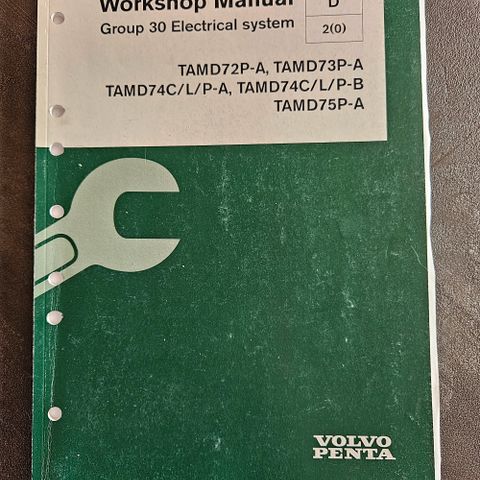 Workshop Manual
D
Group 30 Electrical system
2(0)
TAMD72P-A, TAMD73P-A
TAMD74C/L/P-A, TAMD74C/L/P-B
TAMD75P-A
VOLVO
PENTA